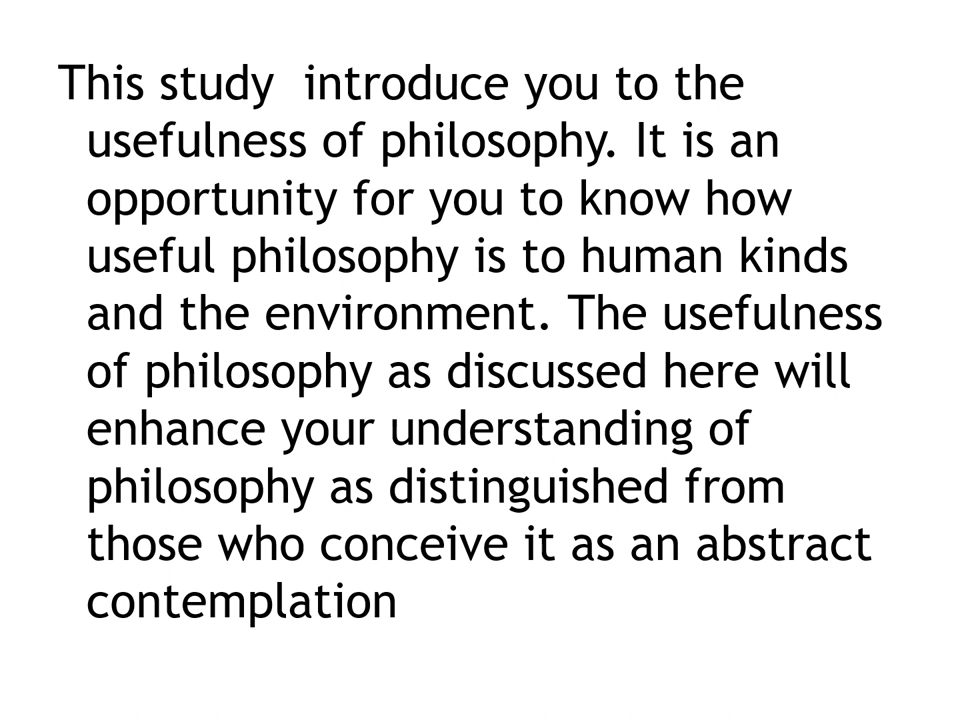 This study  introduce you to the
usefulness of philosophy. It is an
opportunity for you to know how
useful philosophy is to human kinds
and the environment. The usefulness
of philosophy as discussed here will
enhance your understanding of
philosophy as distinguished from
those who conceive it as an abstract
contemplation